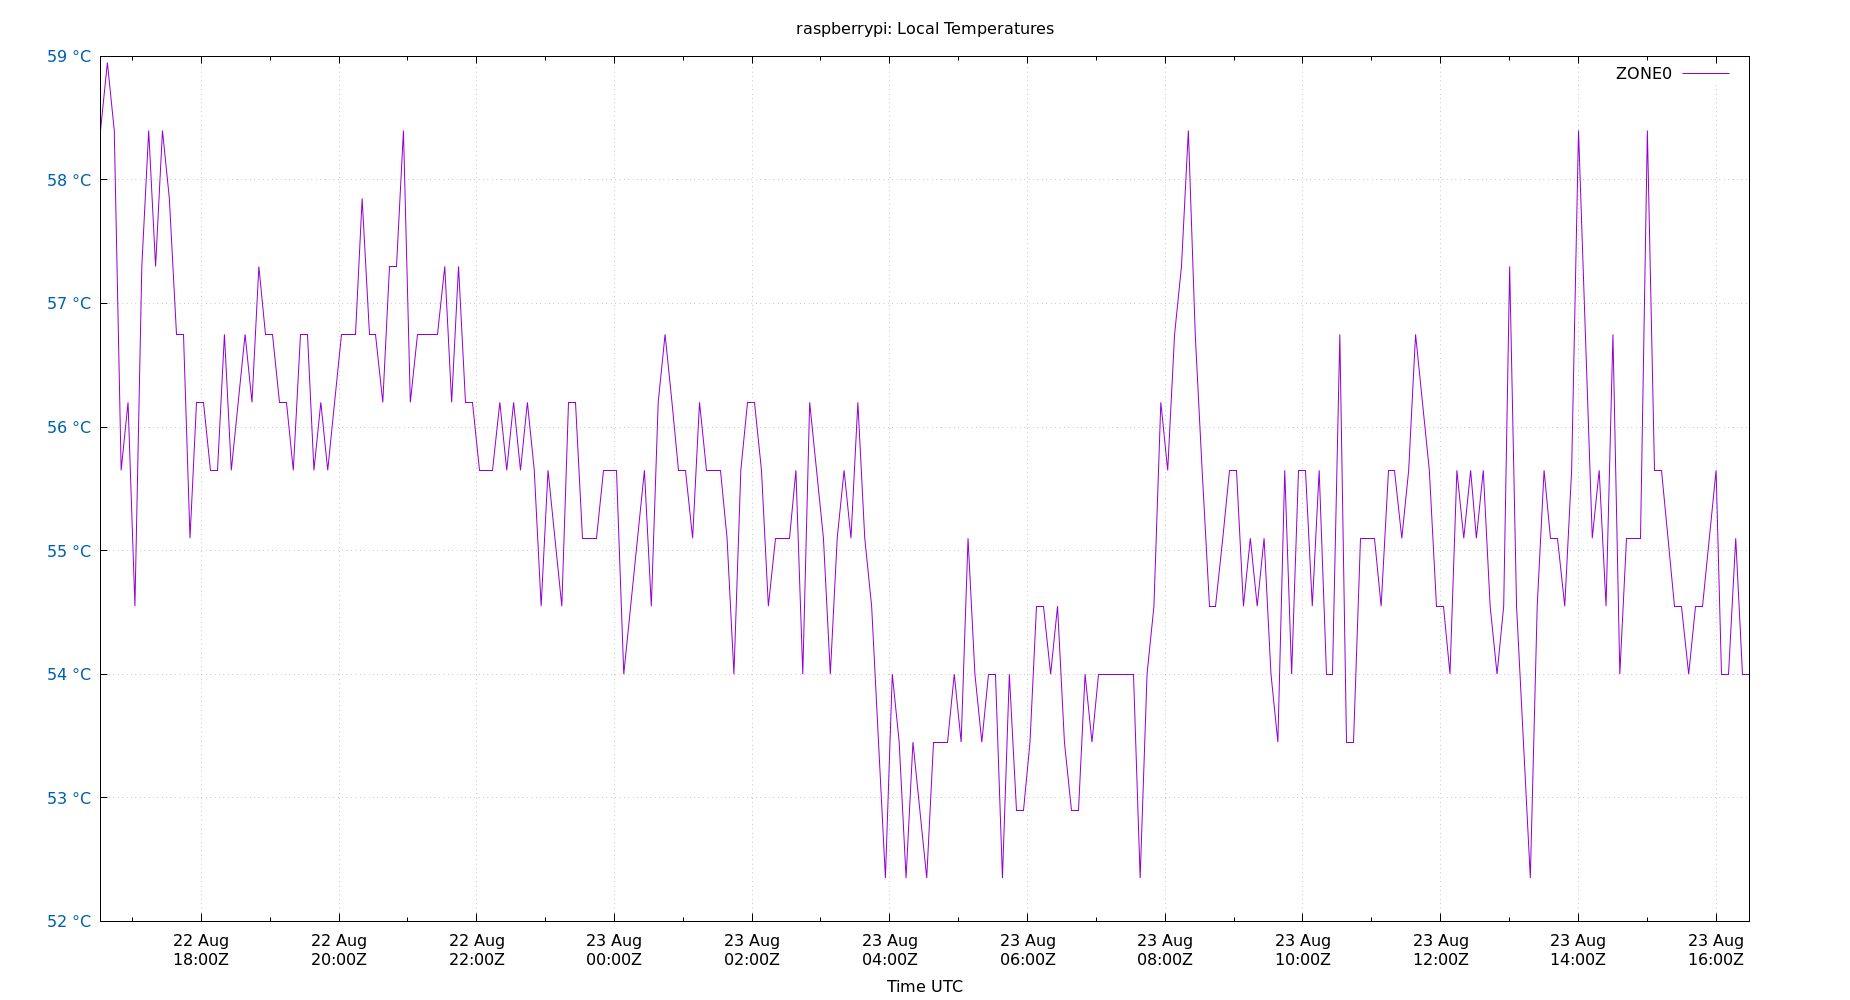 raspberrypi: Local Temperatures
59 °C
58 °C
57 °C
56 °C
55 °C
54 °C
53 °C
52 °C
ZONE0
22 Aug
18:00Z
22 Aug
20:00Z
22 Aug
22:00Z
23 Aug
00:00Z
23 Aug
02:00Z
23 Aug
04:00Z
23 Aug
06:00Z
23 Aug
08:00Z
23 Aug
10:00Z
23 Aug
12:00Z
23 Aug
14:00Z
23 Aug
16:00Z
Time UTC